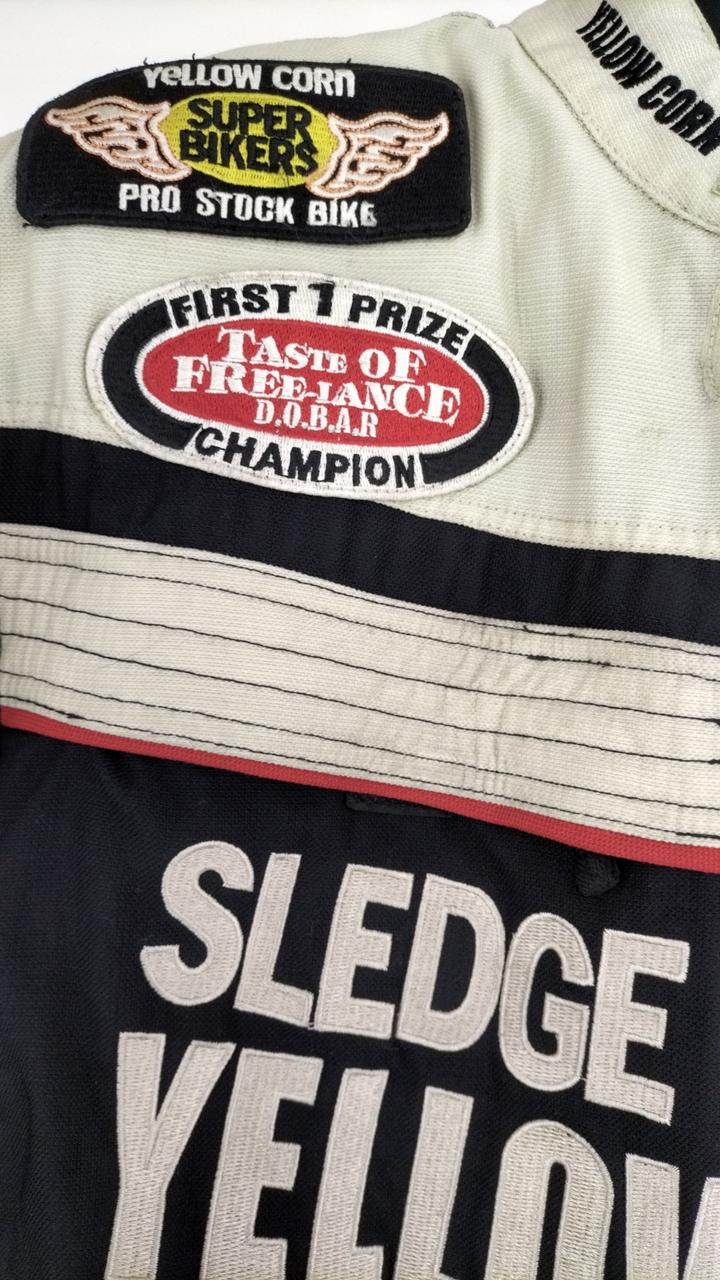 YELLOW CORN
SUPER
BIKERS
PRO STOCK BIKE
YELLOW CORN
FIRST 1 PRIZE
TASTE OF
FREE-LANCE
D.O.B.A.R
CHAMPION
SLEDGE
YELLOW